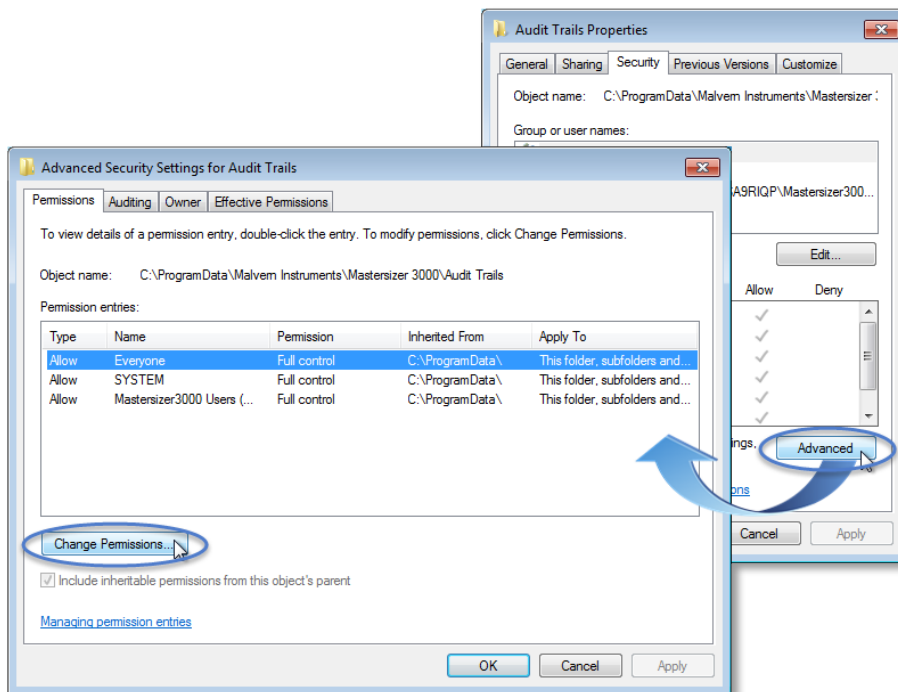 Audit Trails Properties
General Sharing Security Previous Versions Customize
Object name: C:\ProgramData\Malvern Instruments\Mastersizer
Group or user names:
SA9RIQP\Mastersizer300...
Edit...
Allow Deny
ings,
Advanced
ons
Cancel Apply
Advanced Security Settings for Audit Trails
Permissions Auditing Owner Effective Permissions
To view details of a permission entry, double-click the entry. To modify permissions, click Change Permissions.
Object name: C:\ProgramData\Malvern Instruments\Mastersizer 3000\Audit Trails
Permission entries:
Type Name Permission Inherited From Apply To
Allow Everyone Full control C:\ProgramData\ This folder, subfolders and...
Allow SYSTEM Full control C:\ProgramData\ This folder, subfolders and...
Allow Mastersizer3000 Users (... Full control C:\ProgramData\ This folder, subfolders and...
Change Permissions...
Include inheritable permissions from this object's parent
Managing permission entries
OK Cancel Apply